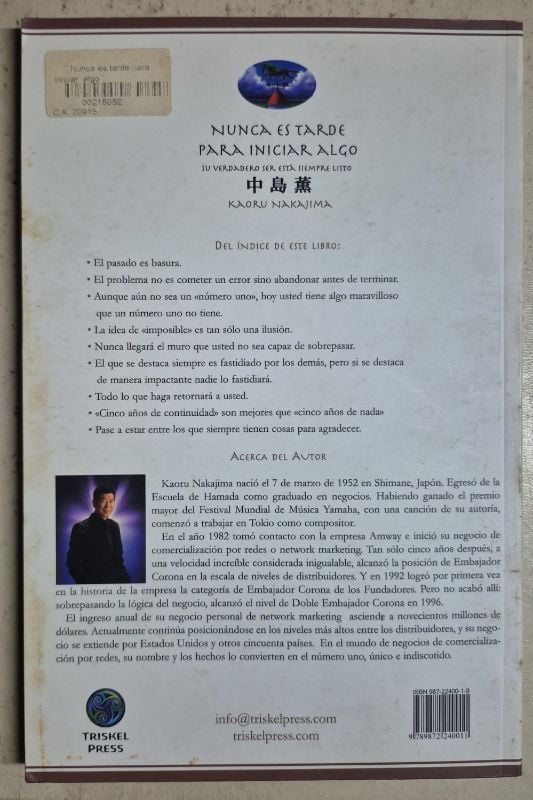 Nunca es tarde para
iniciar algo
00218092
C.A. 20915
NUNCA ES TARDE
PARA INICIAR ALGO
SU VERDADERO SER ESTÁ SIEMPRE LISTO
中島薫
KAORU NAKAJIMA
DEL ÍNDICE DE ESTE LIBRO:
• El pasado es basura.
• El problema no es cometer un error sino abandonar antes de terminar.
• Aunque aún no sea un «número uno», hoy usted tiene algo maravilloso
que un número uno no tiene.
• La idea de «imposible» es tan sólo una ilusión.
• Nunca llegará el muro que usted no sea capaz de sobrepasar.
• El que se destaca siempre es fastidiado por los demás, pero si se destaca
de manera impactante nadie lo fastidiará.
• Todo lo que haga retornará a usted.
• «Cinco años de continuidad» son mejores que «cinco años de nada»
• Pase a estar entre los que siempre tienen cosas para agradecer.
ACERCA DEL AUTOR
Kaoru Nakajima nació el 7 de marzo de 1952 en Shimane, Japón. Egresó de la
Escuela de Hamada como graduado en negocios. Habiendo ganado el premio
mayor del Festival Mundial de Música Yamaha, con una canción de su autoría,
comenzó a trabajar en Tokio como compositor.
En el año 1982 tomó contacto con la empresa Amway e inició su negocio de
comercialización por redes o network marketing. Tan sólo cinco años después, a
una velocidad increíble considerada inigualable, alcanzó la posición de Embajador
Corona en la escala de niveles de distribuidores. Y en 1992 logró por primera vez
en la historia de la empresa la categoría de Embajador Corona de los Fundadores. Pero no acabó allí:
sobrepasando la lógica del negocio, alcanzó el nivel de Doble Embajador Corona en 1996.
El ingreso anual de su negocio personal de network marketing asciende a novecientos millones de
dólares. Actualmente continúa posicionándose en los niveles más altos entre los distribuidores, y su nego-
cio se extiende por Estados Unidos y otros cincuenta países. En el mundo de negocios de comercializa-
ción por redes, su nombre y los hechos lo convierten en el número uno, único e indiscutido.
TRISKEL
PRESS
info@triskelpress.com
triskelpress.com
ISBN 987-22400-1-9
9 789872 240011